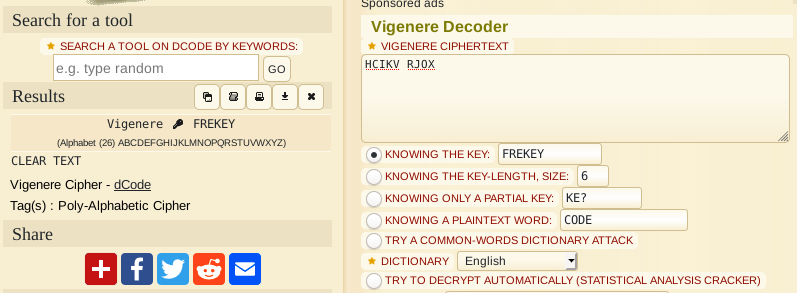 Search for a tool
★ SEARCH A TOOL ON DCODE BY KEYWORDS:
e.g. type random GO
Results
Vigenere FREKEY
(Alphabet (26) ABCDEFGHIJKLMNOPQRSTUVWXYZ)
CLEAR TEXT
Vigenere Cipher - dCode
Tag(s) : Poly-Alphabetic Cipher
Share
Sponsored ads
Vigenere Decoder
★ VIGENERE CIPHERTEXT
HCIKV RJOX
KNOWING THE KEY: FREKEY
KNOWING THE KEY-LENGTH, SIZE: 6
KNOWING ONLY A PARTIAL KEY: KE?
KNOWING A PLAINTEXT WORD: CODE
TRY A COMMON-WORDS DICTIONARY ATTACK
★ DICTIONARY English
TRY TO DECRYPT AUTOMATICALLY (STATISTICAL ANALYSIS CRACKER)